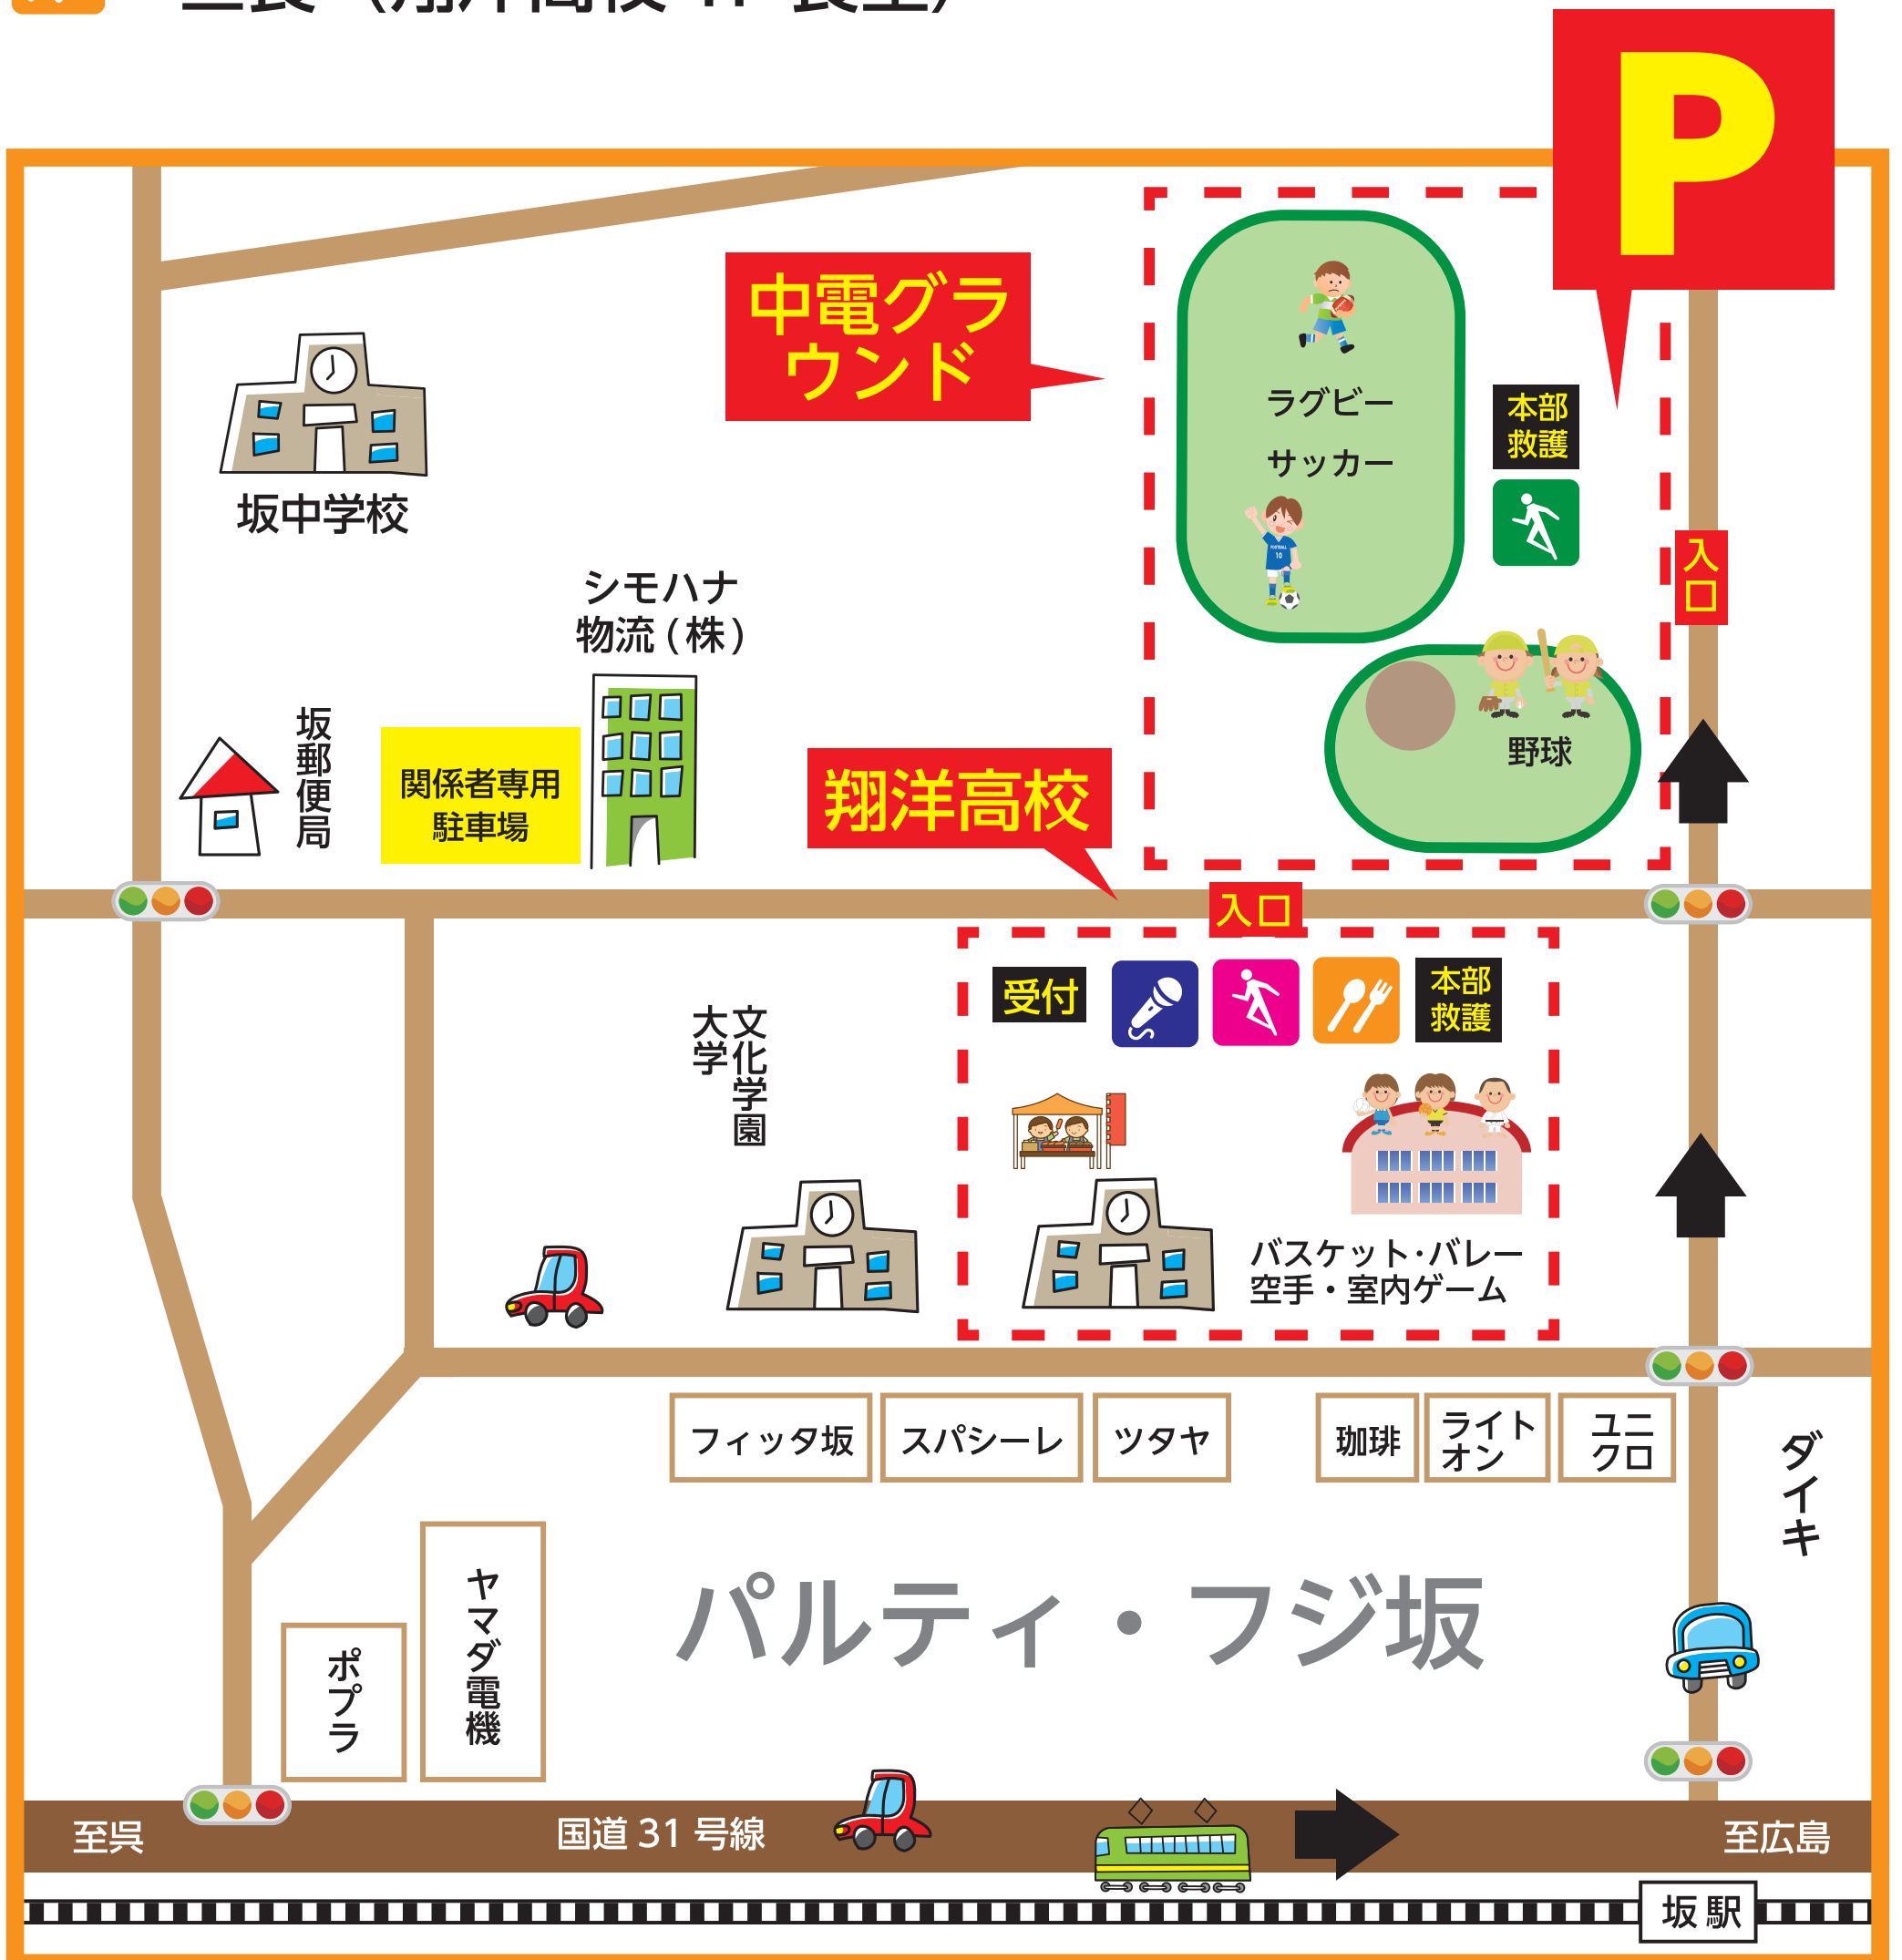 P
中電グラ
ウンド
ラグビー
サッカー
本部
救護
坂中学校
入
口
シモハナ
物流(株)
坂郵便局
関係者専用
駐車場
FOOTBALL
10
野球
翔洋高校
入口
受付
本部
救護
文化学園
大学
バスケット・バレー
空手・室内ゲーム
フィッタ坂
スパシーレ
ツタヤ
珈琲
ライト
オン
ユニ
クロ
ダイキ
パルティ・フジ坂
ヤマダ電機
ポプラ
至呉
国道 31 号線
至広島
坂 駅